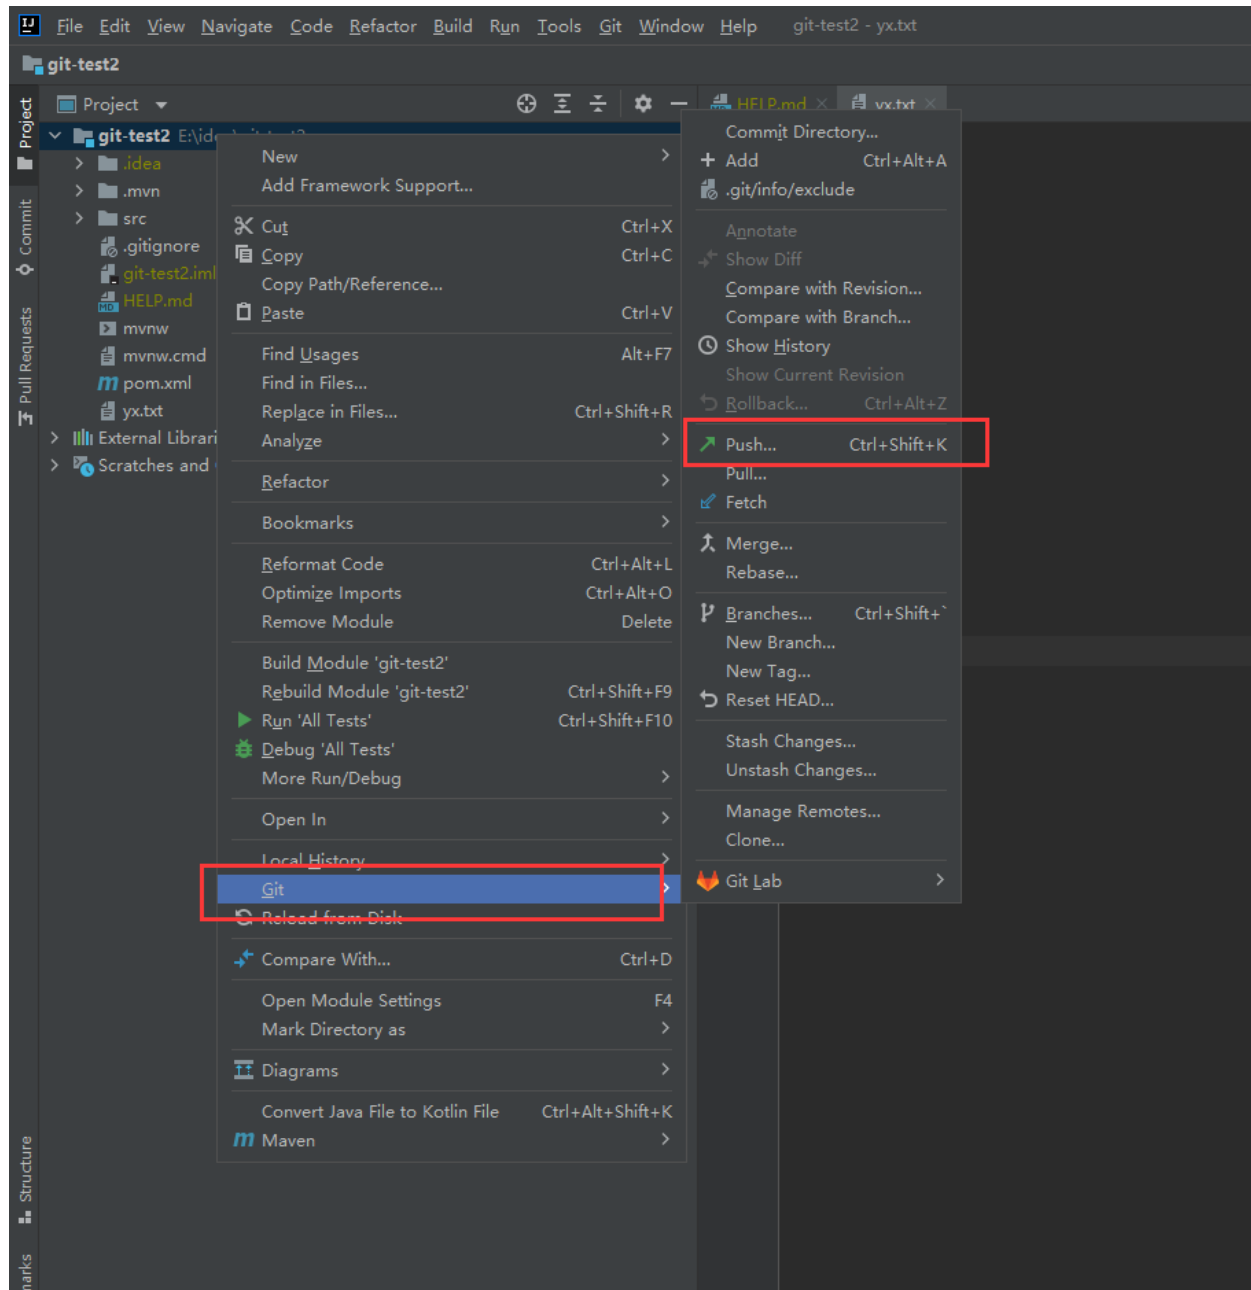 File Edit View Navigate Code Refactor Build Run Tools Git Window Help git-test2 - yx.txt
git-test2
Project
HELP.md
yx.txt
Project
Commit
Pull Requests
Structure
git-test2
.idea
.mvn
src
.gitignore
git-test2.iml
HELP.md
mvnw
mvnw.cmd
pom.xml
yx.txt
External Librari
Scratches and
New
Add Framework Support...
Cut Ctrl+X
Copy Ctrl+C
Copy Path/Reference...
Paste Ctrl+V
Find Usages Alt+F7
Find in Files...
Replace in Files... Ctrl+Shift+R
Analyze
Refactor
Bookmarks
Reformat Code Ctrl+Alt+L
Optimize Imports Ctrl+Alt+O
Remove Module Delete
Build Module 'git-test2'
Rebuild Module 'git-test2' Ctrl+Shift+F9
Run 'All Tests' Ctrl+Shift+F10
Debug 'All Tests'
More Run/Debug
Open In
Local History
Git
Reload from Disk
Compare With... Ctrl+D
Open Module Settings F4
Mark Directory as
Diagrams
Convert Java File to Kotlin File Ctrl+Alt+Shift+K
Maven
Commit Directory...
Add Ctrl+Alt+A
.git/info/exclude
Annotate
Show Diff
Compare with Revision...
Compare with Branch...
Show History
Show Current Revision
Rollback... Ctrl+Alt+Z
Push... Ctrl+Shift+K
Pull...
Fetch
Merge...
Rebase...
Branches... Ctrl+Shift+`
New Branch...
New Tag...
Reset HEAD...
Stash Changes...
Unstash Changes...
Manage Remotes...
Clone...
Git Lab